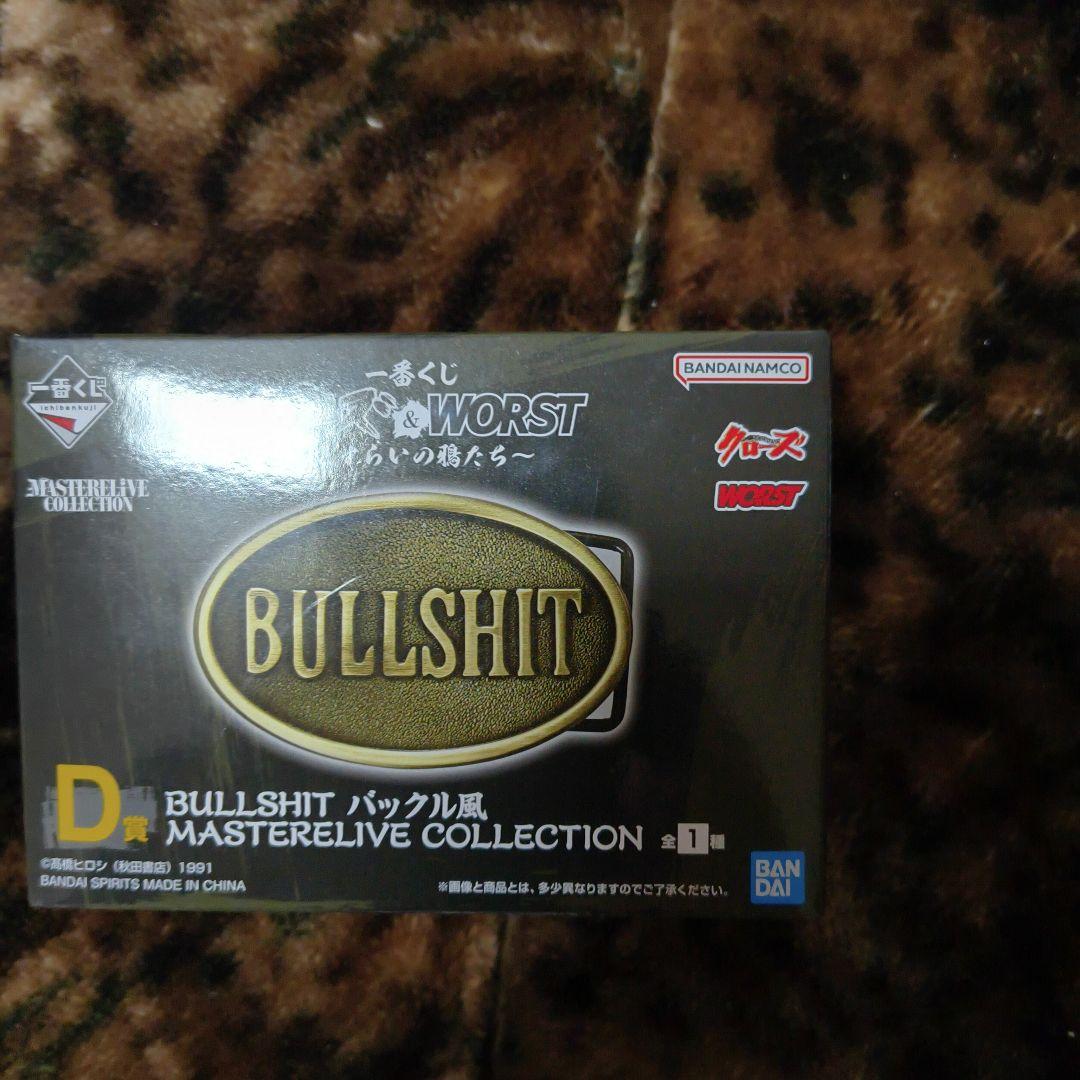 一番くじ
ichibankuji
MASTERELIVE
COLLECTION
一番くじ
ズ&WORST
らいの鴉たち～
BANDAI NAMCO
クローズ
WORST
BULLSHIT
D賞
BULLSHIT バックル風
MASTERELIVE COLLECTION 全1種
©髙橋ヒロシ（秋田書店）1991
BANDAI SPIRITS MADE IN CHINA
※画像と商品とは、多少異なりますのでご了承ください。
BAN
DAI